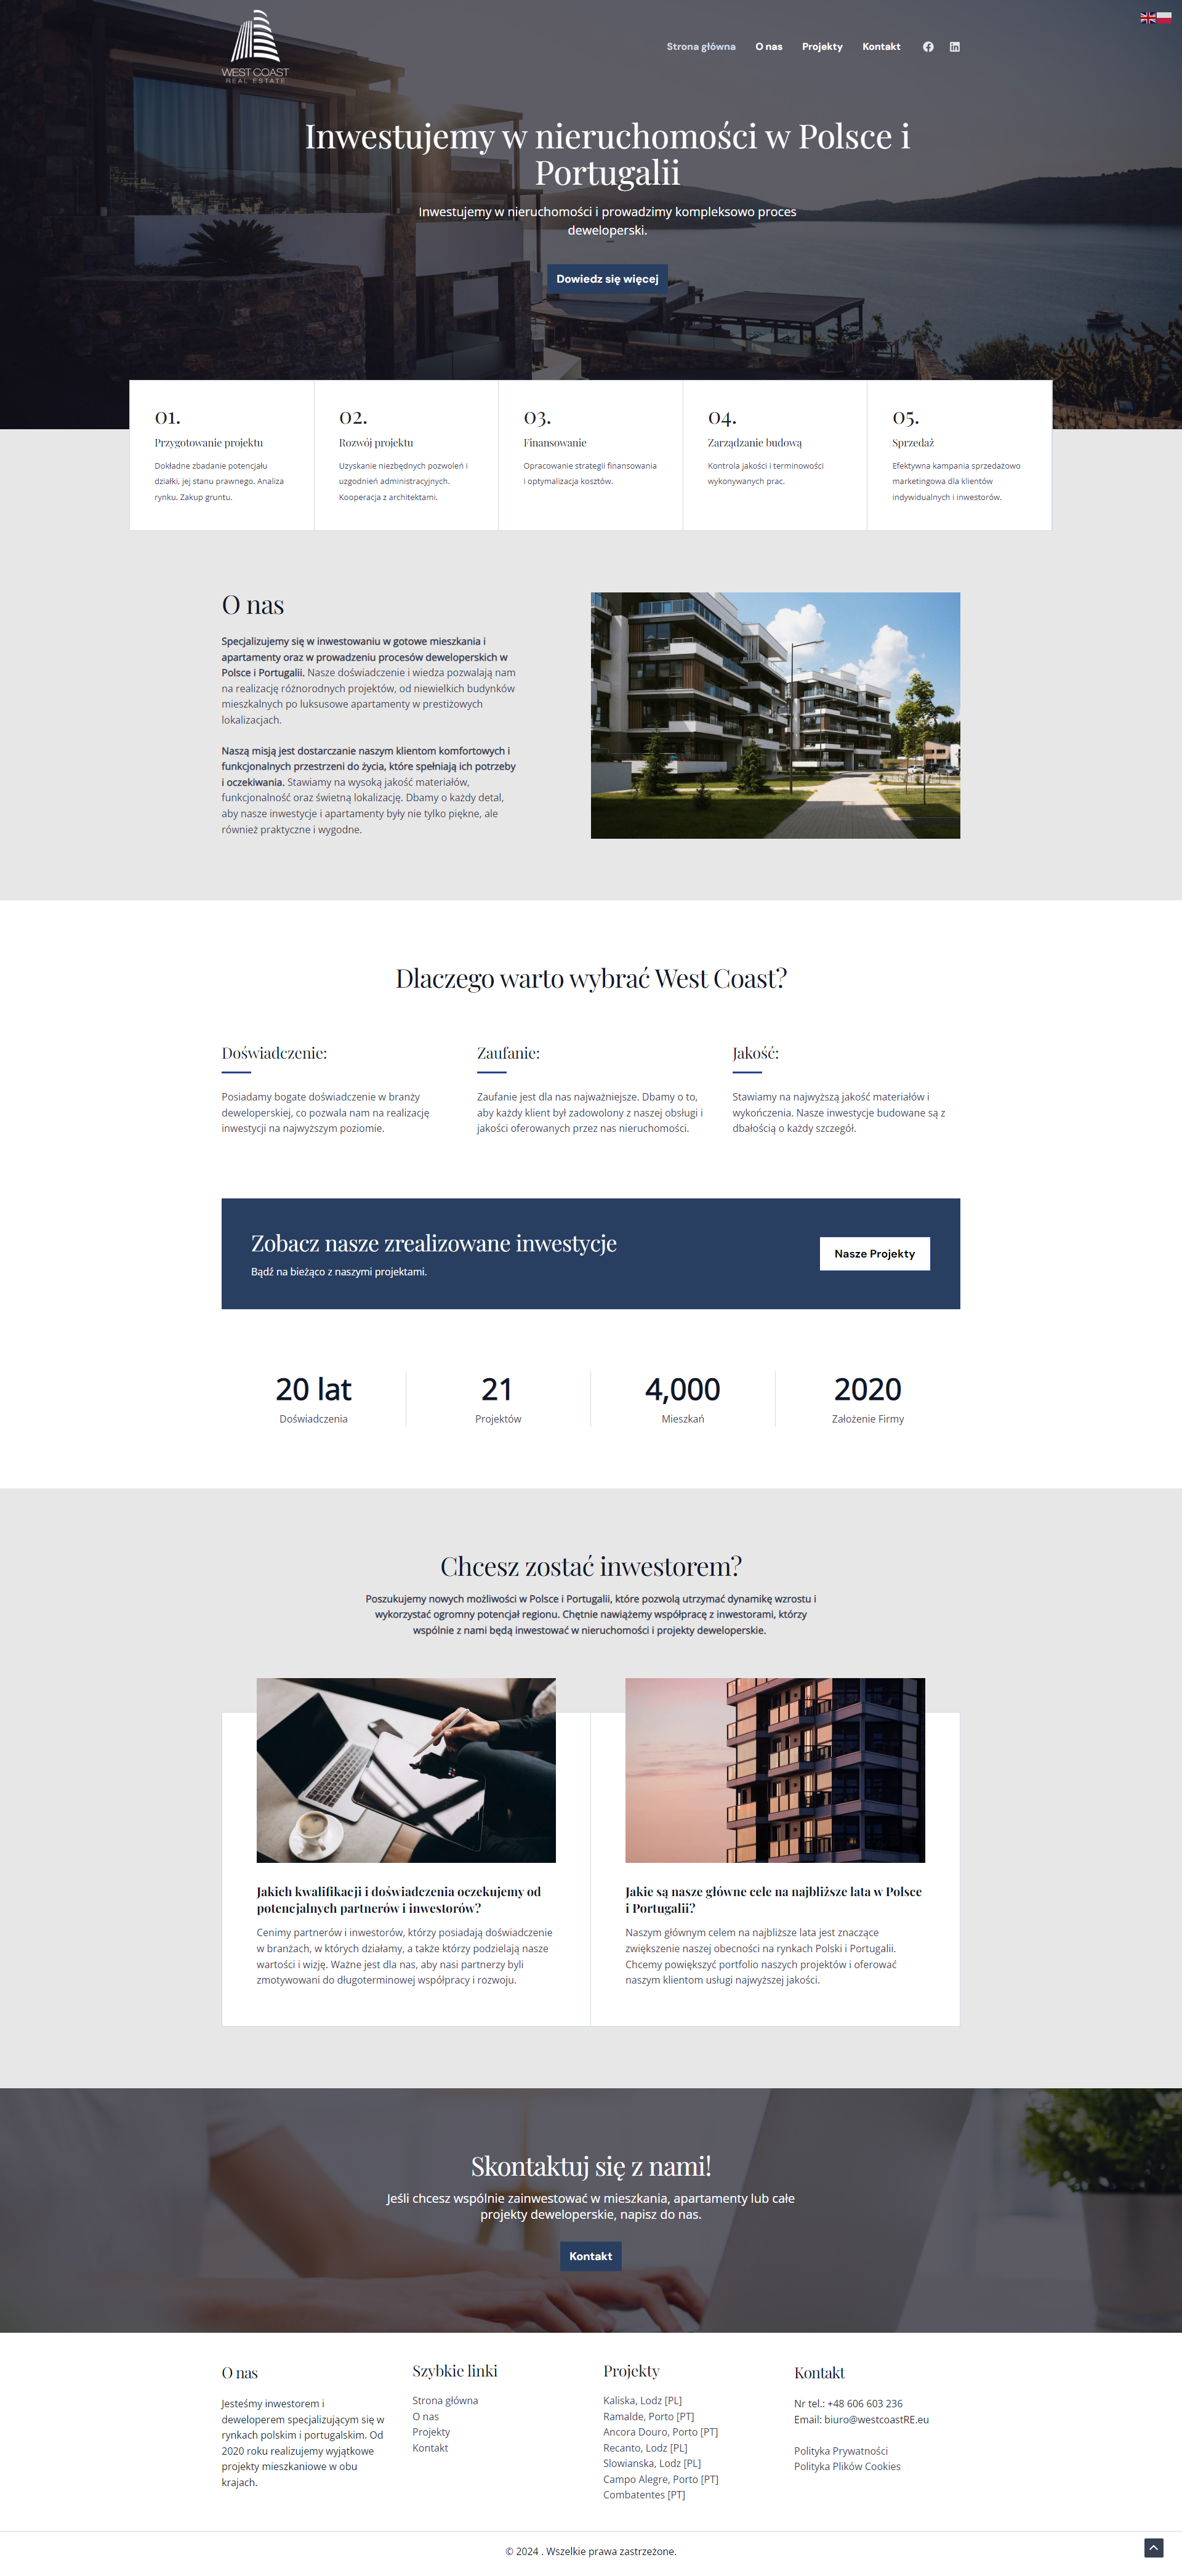 WEST COAST
REAL ESTATE
Strona główna
O nas
Projekty
Kontakt
Inwestujemy w nieruchomości w Polsce i
Portugalii
Inwestujemy w nieruchomości i prowadzimy kompleksowo proces
deweloperski.
Dowiedz się więcej
01.
Przygotowanie projektu
Dokładne zbadanie potencjału
działki, jej stanu prawnego. Analiza
rynku. Zakup gruntu.
02.
Rozwój projektu
Uzyskanie niezbędnych pozwoleń i
uzgodnień administracyjnych.
Kooperacja z architektami.
03.
Finansowanie
Opracowanie strategii finansowania
i optymalizacja kosztów.
04.
Zarządzanie budową
Kontrola jakości i terminowości
wykonywanych prac.
05.
Sprzedaż
Efektywna kampania sprzedażowo
marketingowa dla klientów
indywidualnych i inwestorów.
O nas
Specjalizujemy się w inwestowaniu w gotowe mieszkania i
apartamenty oraz w prowadzeniu procesów deweloperskich w
Polsce i Portugalii. Nasze doświadczenie i wiedza pozwalają nam
na realizację różnorodnych projektów, od niewielkich budynków
mieszkalnych po luksusowe apartamenty w prestiżowych
lokalizacjach.
Naszą misją jest dostarczanie naszym klientom komfortowych i
funkcjonalnych przestrzeni do życia, które spełniają ich potrzeby
i oczekiwania. Stawiamy na wysoką jakość materiałów,
funkcjonalność oraz świetną lokalizację. Dbamy o każdy detal,
aby nasze inwestycje i apartamenty były nie tylko piękne, ale
również praktyczne i wygodne.
Dlaczego warto wybrać West Coast?
Doświadczenie:
Posiadamy bogate doświadczenie w branży
deweloperskiej, co pozwala nam na realizację
inwestycji na najwyższym poziomie.
Zaufanie:
Zaufanie jest dla nas najważniejsze. Dbamy o to,
aby każdy klient był zadowolony z naszej obsługi i
jakości oferowanych przez nas nieruchomości.
Jakość:
Stawiamy na najwyższą jakość materiałów i
wykończenia. Nasze inwestycje budowane są z
dbałością o każdy szczegół.
Zobacz nasze zrealizowane inwestycje
Bądź na bieżąco z naszymi projektami.
Nasze Projekty
20 lat
Doświadczenia
21
Projektów
4,000
Mieszkań
2020
Założenie Firmy
Chcesz zostać inwestorem?
Poszukujemy nowych możliwości w Polsce i Portugalii, które pozwolą utrzymać dynamikę wzrostu i
wykorzystać ogromny potencjał regionu. Chętnie nawiążemy współpracę z inwestorami, którzy
wspólnie z nami będą inwestować w nieruchomości i projekty deweloperskie.
Jakich kwalifikacji i doświadczenia oczekujemy od
potencjalnych partnerów i inwestorów?
Cenimy partnerów i inwestorów, którzy posiadają doświadczenie
w branżach, w których działamy, a także którzy podzielają nasze
wartości i wizję. Ważne jest dla nas, aby nasi partnerzy byli
zmotywowani do długoterminowej współpracy i rozwoju.
Jakie są nasze główne cele na najbliższe lata w Polsce
i Portugalii?
Naszym głównym celem na najbliższe lata jest znaczące
zwiększenie naszej obecności na rynkach Polski i Portugalii.
Chcemy powiększyć portfolio naszych projektów i oferować
naszym klientom usługi najwyższej jakości.
Skontaktuj się z nami!
Jeśli chcesz wspólnie zainwestować w mieszkania, apartamenty lub całe
projekty deweloperskie, napisz do nas.
Kontakt
O nas
Jesteśmy inwestorem i
deweloperem specjalizującym się w
rynkach polskim i portugalskim. Od
2020 roku realizujemy wyjątkowe
projekty mieszkaniowe w obu
krajach.
Szybkie linki
Strona główna
O nas
Projekty
Kontakt
Projekty
Kaliska, Lodz [PL]
Ramalde, Porto [PT]
Ancora Douro, Porto [PT]
Recanto, Lodz [PL]
Slowianska, Lodz [PL]
Campo Alegre, Porto [PT]
Combatentes [PT]
Kontakt
Nr tel.: +48 606 603 236
Email: biuro@westcoastRE.eu
Polityka Prywatności
Polityka Plików Cookies
© 2024 . Wszelkie prawa zastrzeżone.